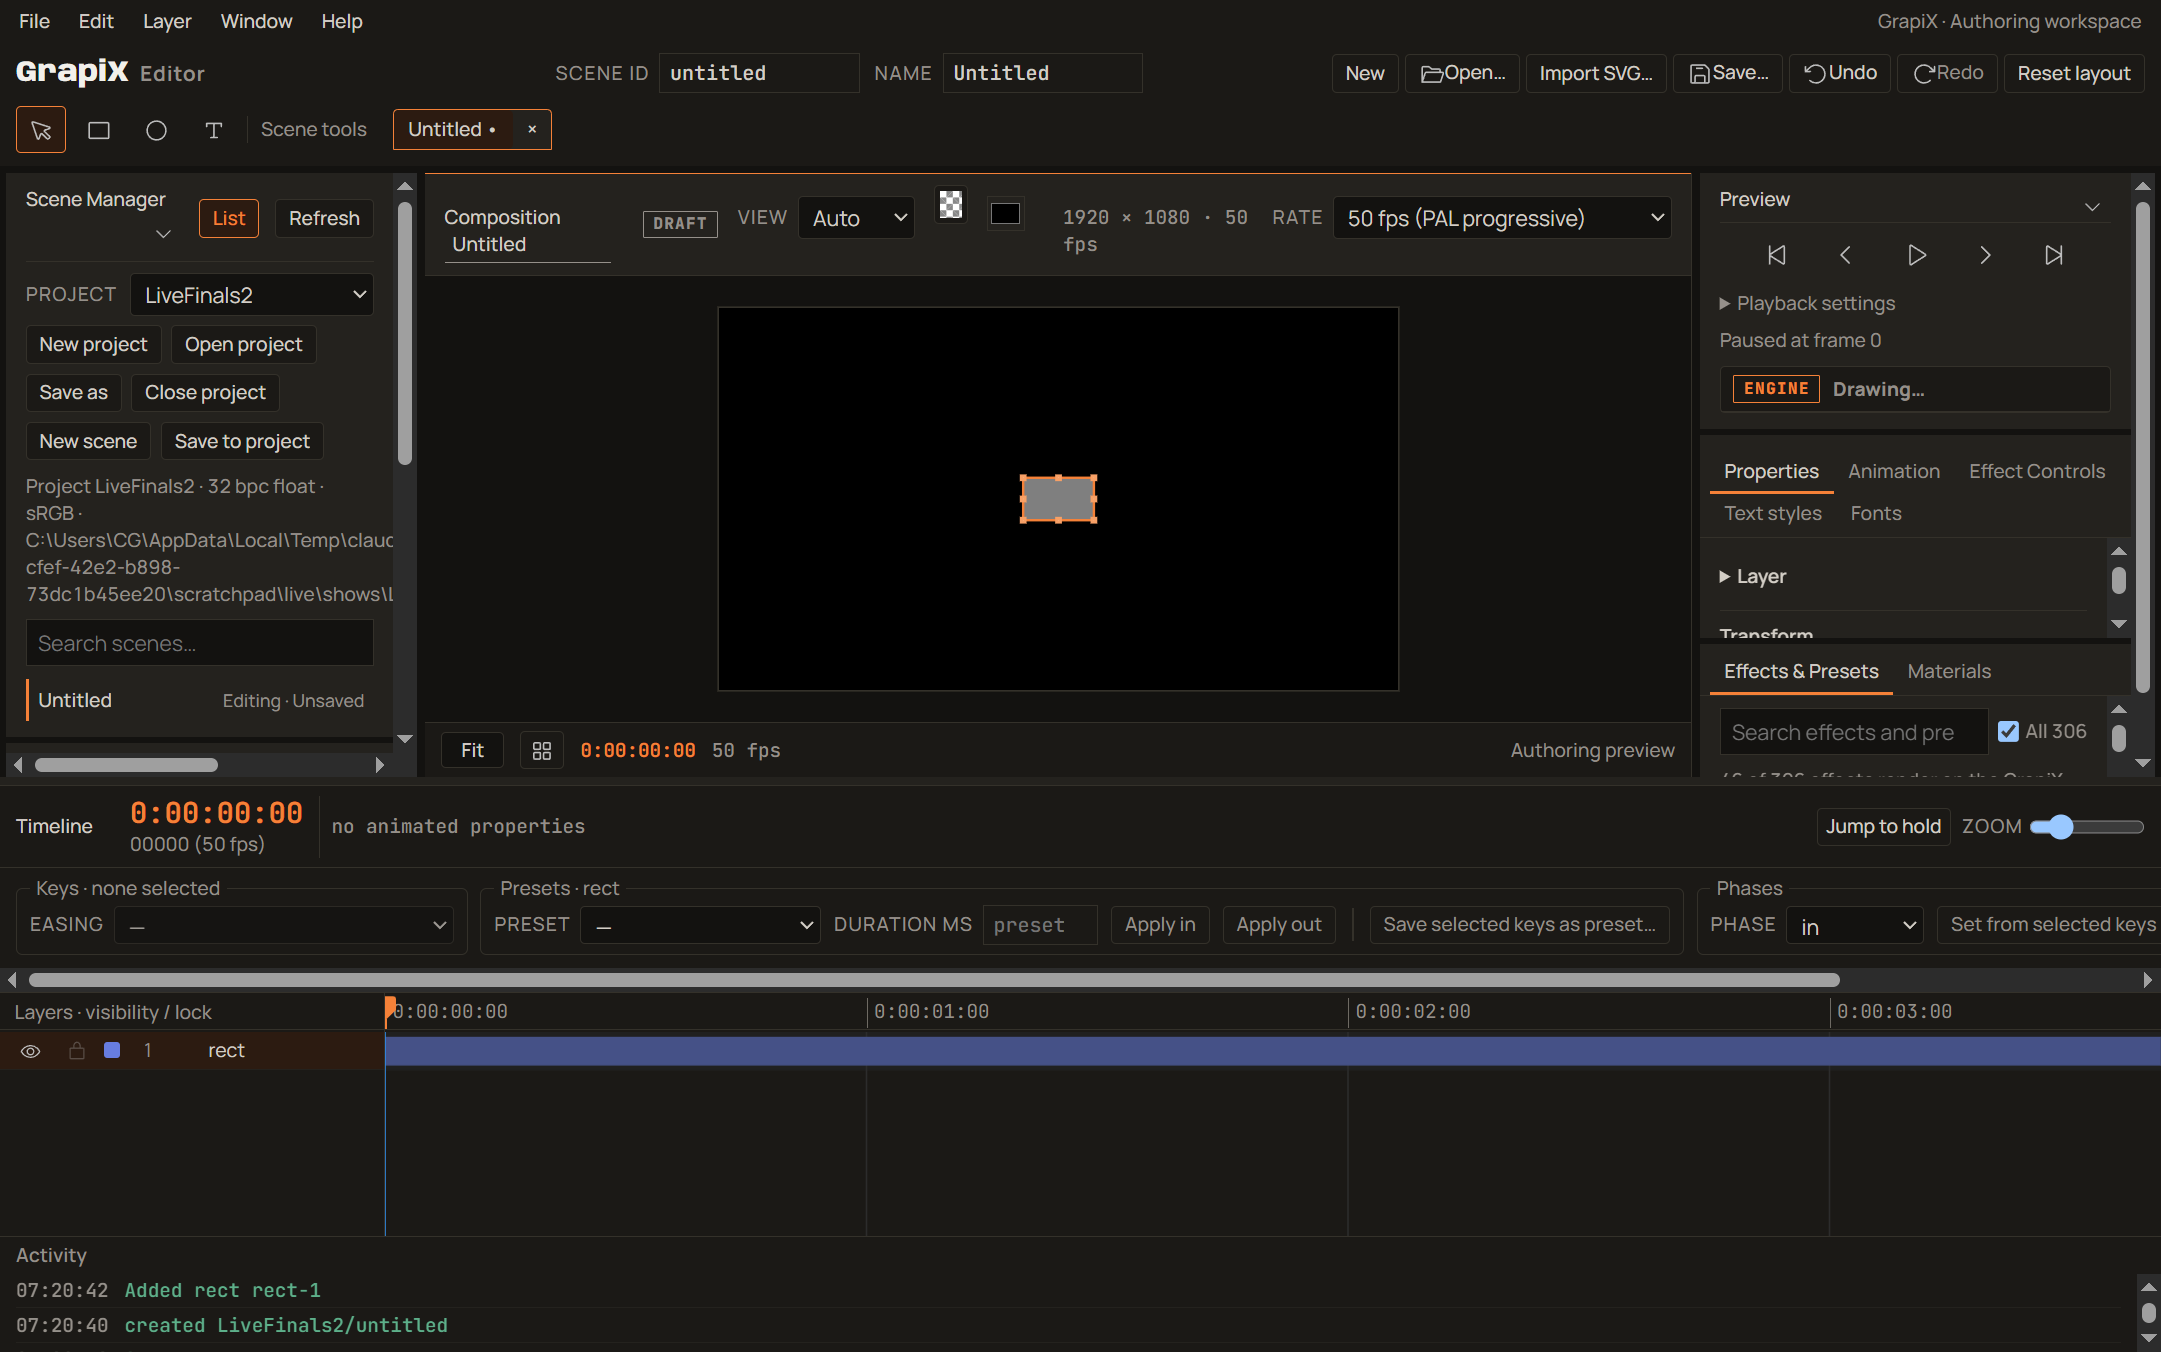 File Edit Layer Window Help GrapiX · Authoring workspace
GrapiX Editor SCENE ID untitled NAME Untitled New Open... Import SVG... Save... Undo Redo Reset layout
Scene tools Untitled • ×
Scene Manager List Refresh
PROJECT LiveFinals2
New project Open project
Save as Close project
New scene Save to project
Project LiveFinals2 · 32 bpc float ·
sRGB ·
C:\Users\CG\AppData\Local\Temp\clauc
cfef-42e2-b898-
73dc1b45ee20\scratchpad\live\shows\L
Search scenes...
Untitled Editing · Unsaved
Composition
Untitled
DRAFT VIEW Auto 1920 × 1080 · 50
fps
RATE 50 fps (PAL progressive)
Fit 0:00:00:00 50 fps Authoring preview
Preview
Playback settings
Paused at frame 0
ENGINE Drawing...
Properties Animation Effect Controls
Text styles Fonts
Layer
Transform
Effects & Presets Materials
Search effects and pre All 306
46 of 306 effects render on the GrapiX
Timeline 0:00:00:00 no animated properties Jump to hold ZOOM
00000 (50 fps)
Keys · none selected Presets · rect Phases
EASING — PRESET — DURATION MS preset Apply in Apply out Save selected keys as preset... PHASE in Set from selected keys
Layers · visibility / lock 0:00:00:00 0:00:01:00 0:00:02:00 0:00:03:00
1 rect
Activity
07:20:42 Added rect rect-1
07:20:40 created LiveFinals2/untitled